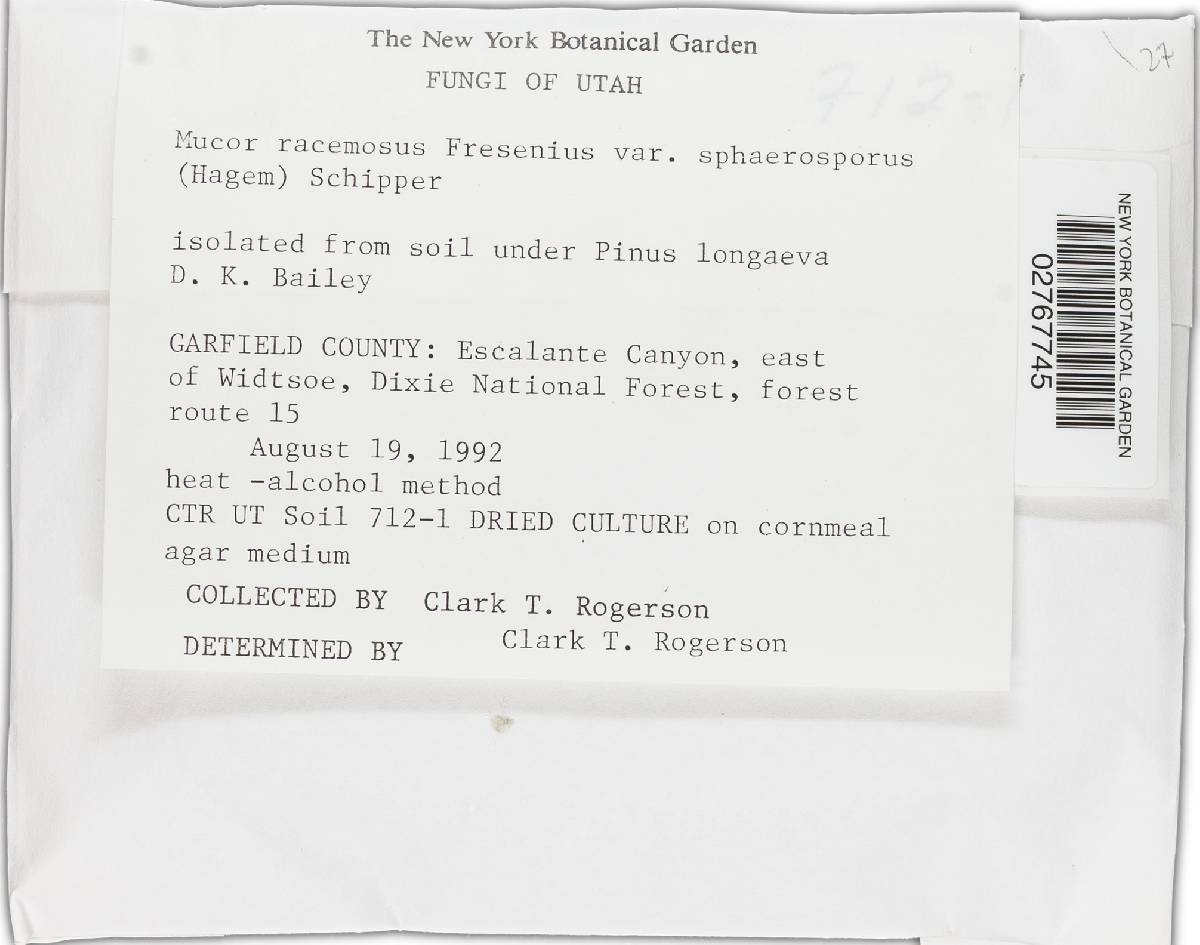 The New York Botanical Garden
FUNGI OF UTAH
712-1
27
Mucor racemosus Fresenius var. sphaerosporus
(Hagem) Schipper
isolated from soil under Pinus longaeva
D. K. Bailey
GARFIELD COUNTY: Escalante Canyon, east
of Widtsoe, Dixie National Forest, forest
route 15
August 19, 1992
heat -alcohol method
CTR UT Soil 712-1 DRIED CULTURE on cornmeal
agar medium
COLLECTED BY Clark T. Rogerson
DETERMINED BY Clark T. Rogerson
NEW YORK BOTANICAL GARDEN
02767745